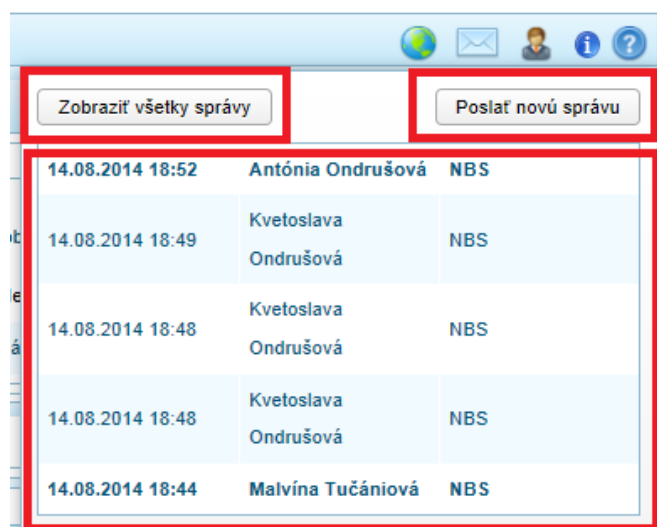 Zobraziť všetky správy Poslať novú správu
14.08.2014 18:52 Antónia Ondrušová NBS
14.08.2014 18:49 Kvetoslava Ondrušová NBS
14.08.2014 18:48 Kvetoslava Ondrušová NBS
14.08.2014 18:48 Kvetoslava Ondrušová NBS
14.08.2014 18:44 Malvína Tučániová NBS